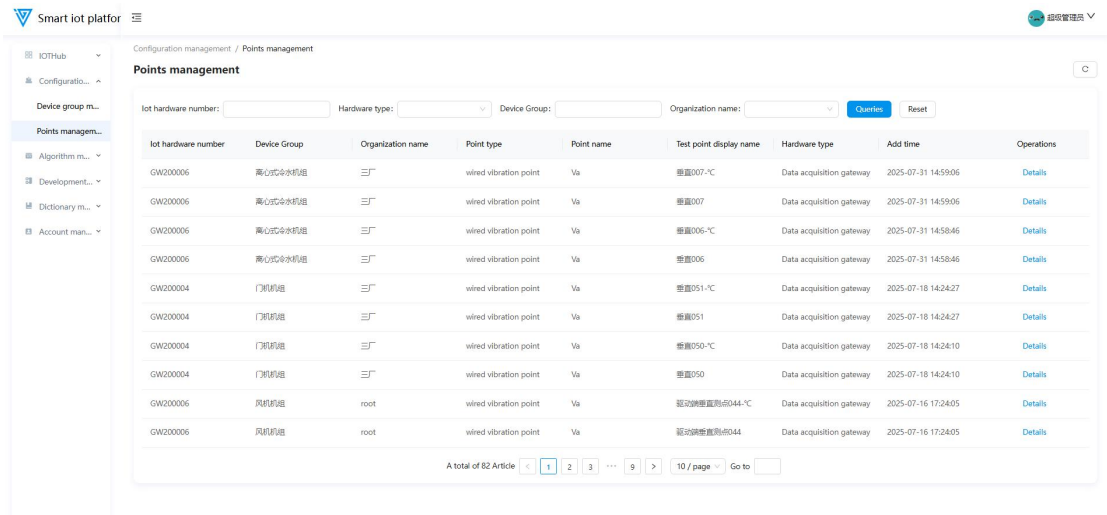 Smart iot platfor
超级管理员
IOTHub
Configuratio...
Device group m...
Points managem...
Algorithm m...
Development...
Dictionary m...
Account man...
Configuration management / Points management
Points management
Iot hardware number: Hardware type: Device Group: Organization name: Queries Reset
Iot hardware number Device Group Organization name Point type Point name Test point display name Hardware type Add time Operations
GW200006 离心式冷水机组 三厂 wired vibration point Va 垂直007-℃ Data acquisition gateway 2025-07-31 14:59:06 Details
GW200006 离心式冷水机组 三厂 wired vibration point Va 垂直007 Data acquisition gateway 2025-07-31 14:59:06 Details
GW200006 离心式冷水机组 三厂 wired vibration point Va 垂直006-℃ Data acquisition gateway 2025-07-31 14:58:46 Details
GW200006 离心式冷水机组 三厂 wired vibration point Va 垂直006 Data acquisition gateway 2025-07-31 14:58:46 Details
GW200004 门机机组 三厂 wired vibration point Va 垂直051-℃ Data acquisition gateway 2025-07-18 14:24:27 Details
GW200004 门机机组 三厂 wired vibration point Va 垂直051 Data acquisition gateway 2025-07-18 14:24:27 Details
GW200004 门机机组 三厂 wired vibration point Va 垂直050-℃ Data acquisition gateway 2025-07-18 14:24:10 Details
GW200004 门机机组 三厂 wired vibration point Va 垂直050 Data acquisition gateway 2025-07-18 14:24:10 Details
GW200006 风机机组 root wired vibration point Va 驱动端垂直测点044-℃ Data acquisition gateway 2025-07-16 17:24:05 Details
GW200006 风机机组 root wired vibration point Va 驱动端垂直测点044 Data acquisition gateway 2025-07-16 17:24:05 Details
A total of 82 Article < 1 2 3 ••• 9 > 10 / page Go to